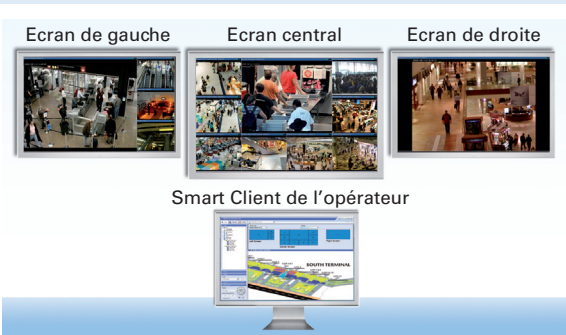 Ecran de gauche
Ecran central
Ecran de droite
Smart Client de l’opérateur
SOUTH TERMINAL